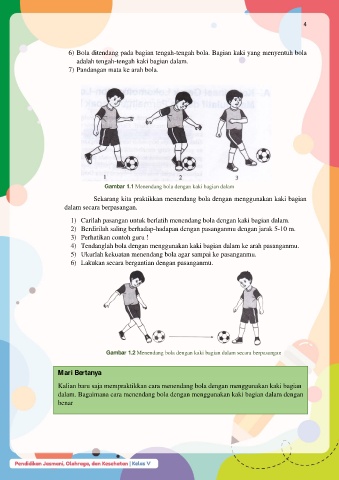 4
6) Bola ditendang pada bagian tengah-tengah bola. Bagian kaki yang menyentuh bola
adalah tengah-tengah kaki bagian dalam.
7) Pandangan mata ke arah bola.
1 2 3
Gambar 1.1 Menendang bola dengan kaki bagian dalam
Sekarang kita praktikkan menendang bola dengan menggunakan kaki bagian
dalam secara berpasangan.
1) Carilah pasangan untuk berlatih menendang bola dengan kaki bagian dalam.
2) Berdirilah saling berhadap-hadapan dengan pasanganmu dengan jarak 5-10 m.
3) Perhatikan contoh guru !
4) Tendanglah bola dengan menggunakan kaki bagian dalam ke arah pasanganmu.
5) Ukurlah kekuatan menendang bola agar sampai ke pasanganmu.
6) Lakukan secara bergantian dengan pasanganmu.
Gambar 1.2 Menendang bola dengan kaki bagian dalam secara berpasangan
Mari Bertanya
Kalian baru saja mempraktikkan cara menendang bola dengan menggunakan kaki bagian
dalam. Bagaimana cara menendang bola dengan menggunakan kaki bagian dalam dengan
benar
Pendidikan Jasmani, Olahraga, dan Kesehatan | Kelas V